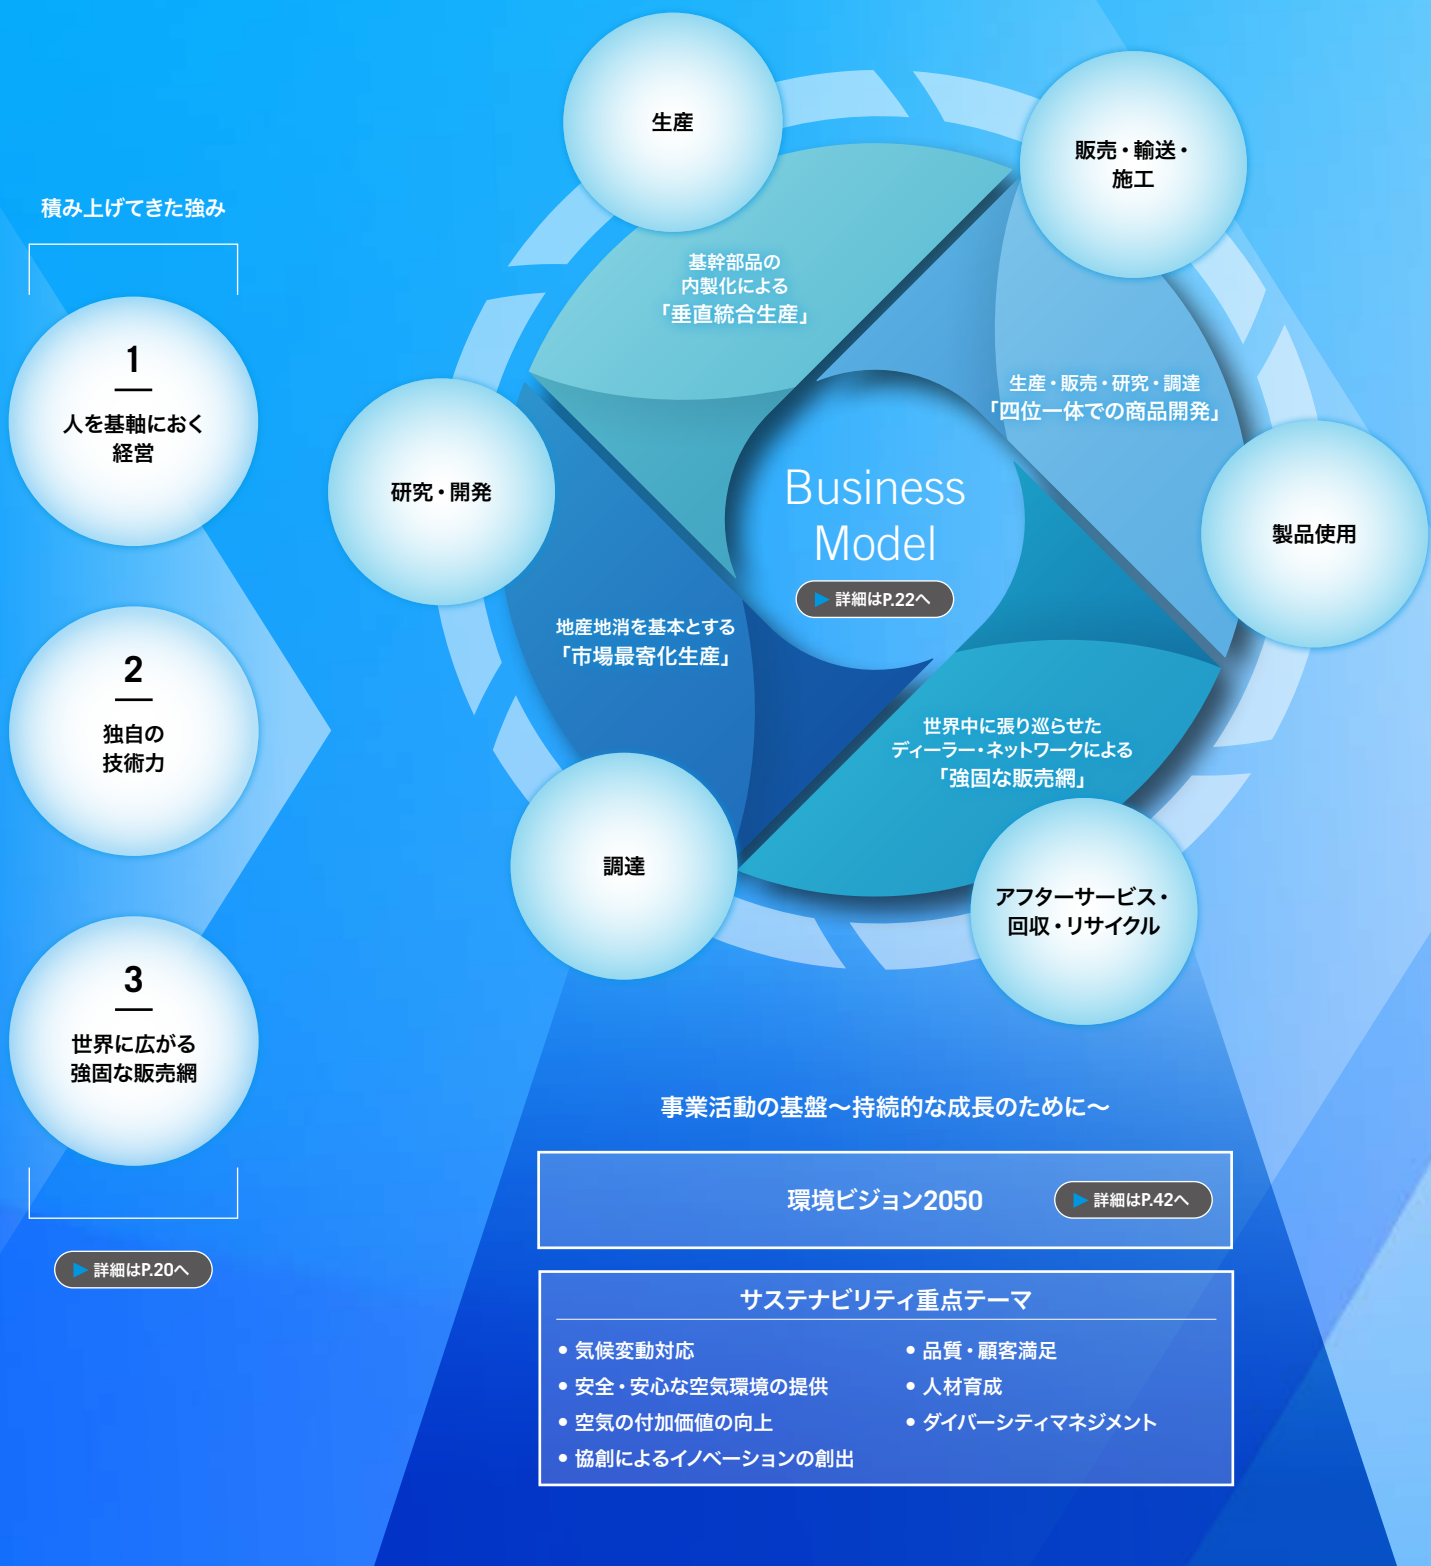 積み上げてきた強み
1
人を基軸におく
経営
2
独自の
技術力
3
世界に広がる
強固な販売網
▶ 詳細はP.20へ
生産
販売・輸送・
施工
製品使用
アフターサービス・
回収・リサイクル
調達
研究・開発
基幹部品の
内製化による
「垂直統合生産」
生産・販売・研究・調達
「四位一体での商品開発」
地産地消を基本とする
「市場最寄化生産」
世界中に張り巡らせた
ディーラー・ネットワークによる
「強固な販売網」
Business
Model
▶ 詳細はP.22へ
事業活動の基盤〜持続的な成長のために〜
環境ビジョン2050
▶ 詳細はP.42へ
サステナビリティ重点テーマ
• 気候変動対応
• 安全・安心な空気環境の提供
• 空気の付加価値の向上
• 協創によるイノベーションの創出
• 品質・顧客満足
• 人材育成
• ダイバーシティマネジメント